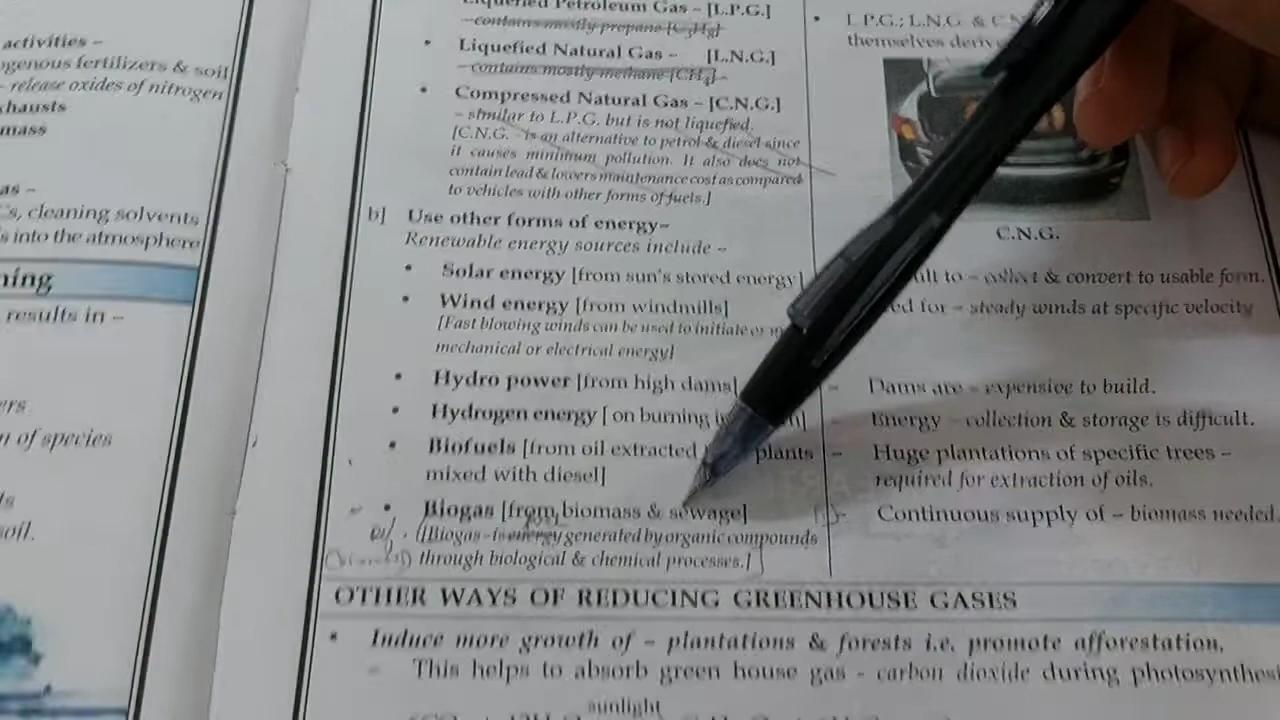 activities –
ogenous fertilizers & soil
– release oxides of nitrogen
xhausts
mass
as –
's, cleaning solvents
s into the atmosphere
ning
results in –
ers
n of species
soil.
Liquefied Petroleum Gas – [L.P.G.]
– contains mostly propane [C3H8]
• Liquefied Natural Gas – [L.N.G.]
– contains mostly methane [CH4]
• Compressed Natural Gas – [C.N.G.]
– similar to L.P.G. but is not liquefied.
[C.N.G. – is an alternative to petrol & diesel since
it causes minimum pollution. It also does not
contain lead & lowers maintenance cost as compared
to vehicles with other forms of fuels.]
b] Use other forms of energy–
Renewable energy sources include –
• Solar energy [from sun's stored energy]
• Wind energy [from windmills]
[Fast blowing winds can be used to initiate or
mechanical or electrical energy]
• Hydro power [from high dams]
• Hydrogen energy [ on burning
• Biofuels [from oil extracted plants
mixed with diesel]
• Biogas [from biomass & sewage]
([Biogas – is energy generated by organic compounds
through biological & chemical processes.]
• L.P.G.; L.N.G. & C.N
themselves deriv
C.N.G.
to – collect & convert to usable form.
for – steady winds at specific velocity
– Dams are – expensive to build.
– Energy – collection & storage is difficult.
– Huge plantations of specific trees –
required for extraction of oils.
– Continuous supply of – biomass needed.
OTHER WAYS OF REDUCING GREENHOUSE GASES
• Induce more growth of – plantations & forests i.e. promote afforestation.
– This helps to absorb green house gas – carbon dioxide during photosynthesi
sunlight